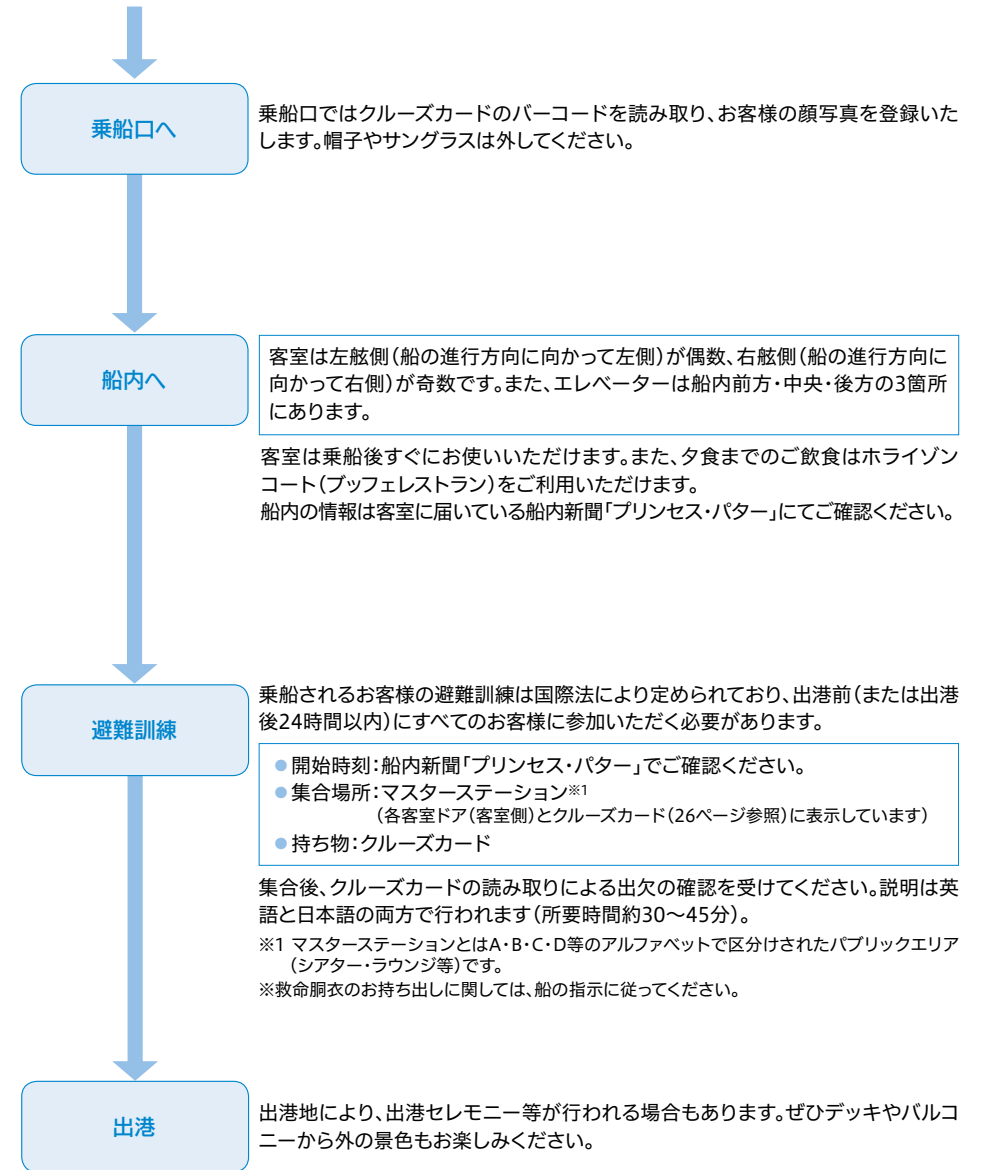 乗船口へ
乗船口ではクルーズカードのバーコードを読み取り、お客様の顔写真を登録いた
します。帽子やサングラスは外してください。
船内へ
客室は左舷側(船の進行方向に向かって左側)が偶数、右舷側(船の進行方向に
向かって右側)が奇数です。また、エレベーターは船内前方・中央・後方の3箇所
にあります。
客室は乗船後すぐにお使いいただけます。また、夕食までのご飲食はホライゾン
コート(ブッフェレストラン)をご利用いただけます。
船内の情報は客室に届いている船内新聞「プリンセス・パター」にてご確認ください。
避難訓練
乗船されるお客様の避難訓練は国際法により定められており、出港前(または出港
後24時間以内)にすべてのお客様に参加いただく必要があります。
●開始時刻:船内新聞「プリンセス・パター」でご確認ください。
●集合場所:マスターステーション※1
(各客室ドア(客室側)とクルーズカード(26ページ参照)に表示しています)
●持ち物:クルーズカード
集合後、クルーズカードの読み取りによる出欠の確認を受けてください。説明は英
語と日本語の両方で行われます(所要時間約30〜45分)。
※1 マスターステーションとはA・B・C・D等のアルファベットで区分けされたパブリックエリア
(シアター・ラウンジ等)です。
※救命胴衣のお持ち出しに関しては、船の指示に従ってください。
出港
出港地により、出港セレモニー等が行われる場合もあります。ぜひデッキやバルコ
ニーから外の景色もお楽しみください。